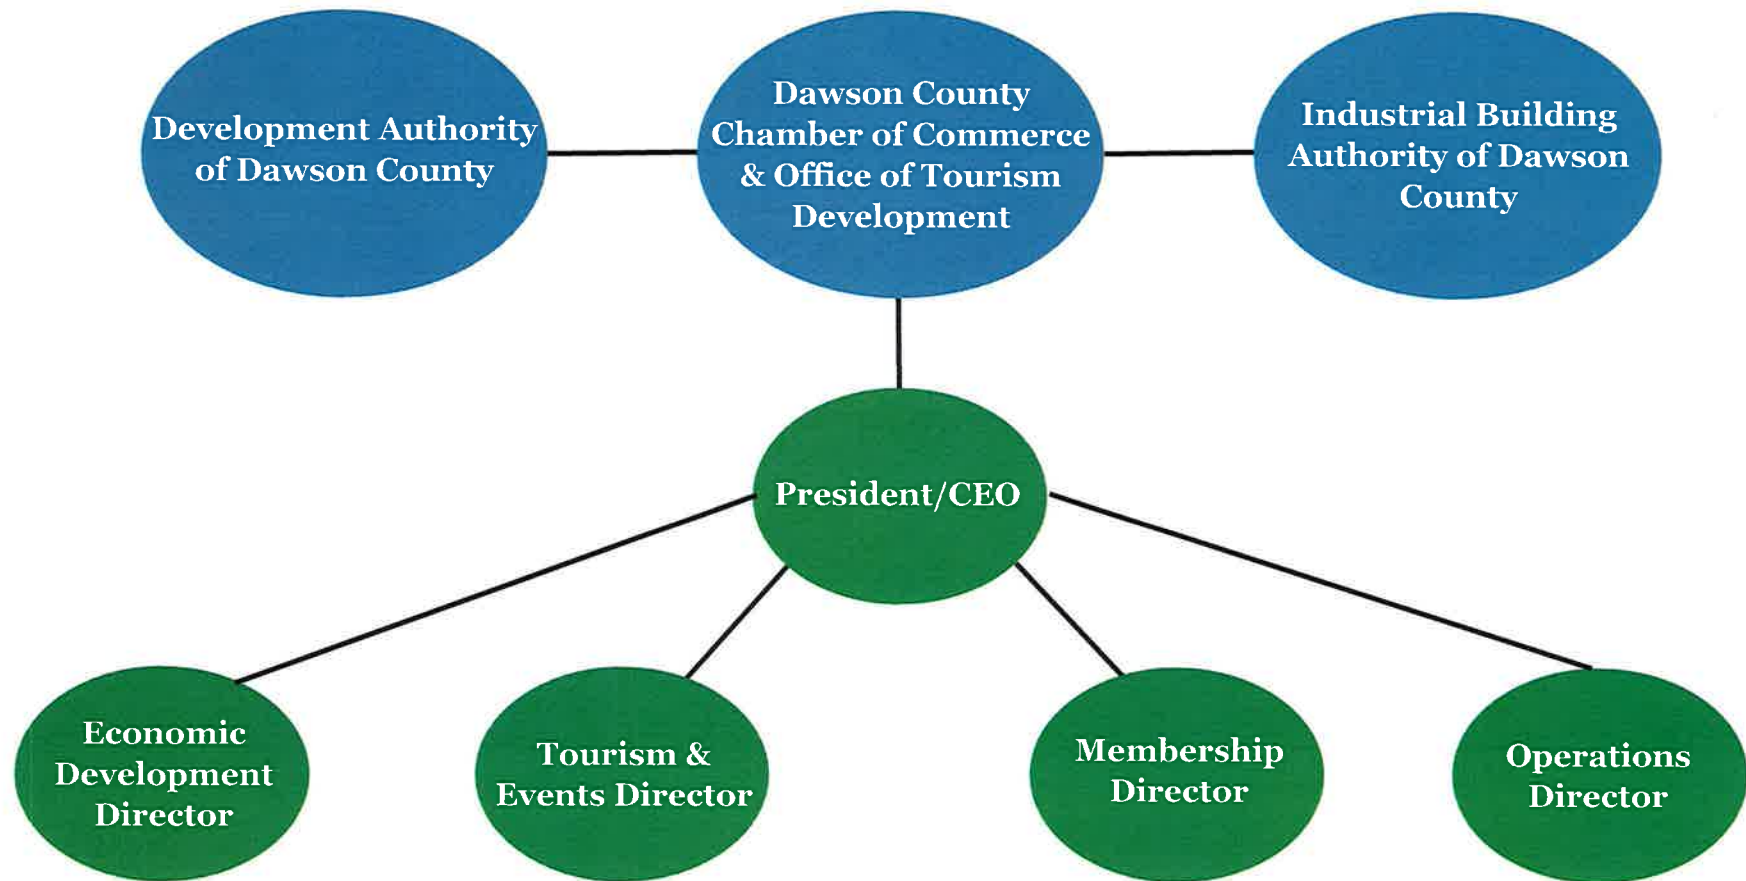 Development Authority
of Dawson County
Dawson County
Chamber of Commerce
& Office of Tourism
Development
Industrial Building
Authority of Dawson
County
President/CEO
Economic
Development
Director
Tourism &
Events Director
Membership
Director
Operations
Director